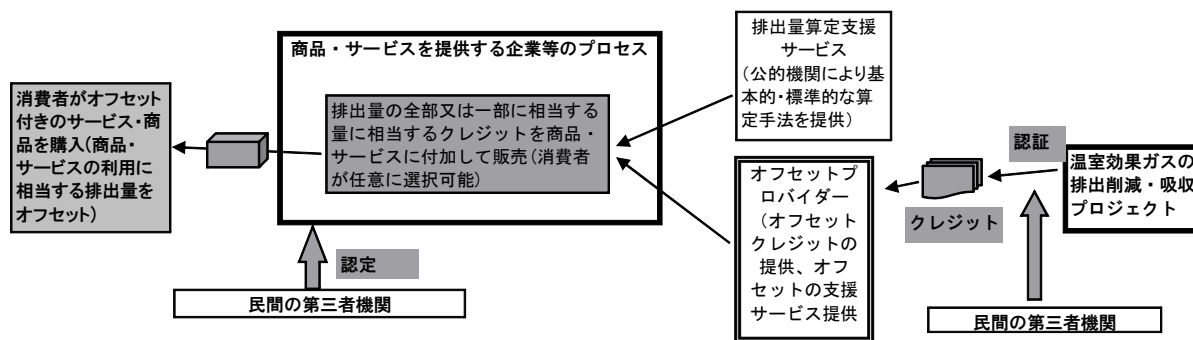 消費者がオフセット
付きのサービス・商
品を購入(商品・
サービスの利用に
相当する排出量を
オフセット)
商品・サービスを提供する企業等のプロセス
排出量の全部又は一部に相当する
量に相当するクレジットを商品・
サービスに付加して販売(消費者
が任意に選択可能)
認定
民間の第三者機関
排出量算定支援
サービス
(公的機関により基
本的・標準的な算
定手法を提供)
オフセットプ
ロバイダー
(オフセット
クレジットの
提供、オフ
セットの支援
サービス提供
クレジット
認証
温室効果ガスの
排出削減・吸収
プロジェクト
民間の第三者機関